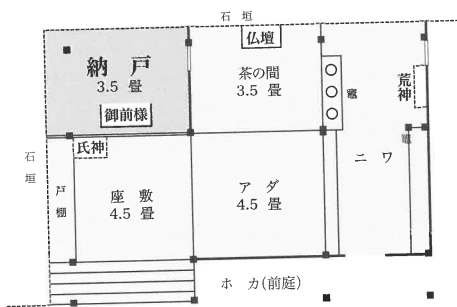 石垣
納戸
3.5 畳
御前様
仏壇
茶の間
3.5 畳
荒神
竈
石垣
氏神
戸棚
座敷
4.5 畳
アダ
4.5 畳
ニワ
竈
ホカ(前庭)